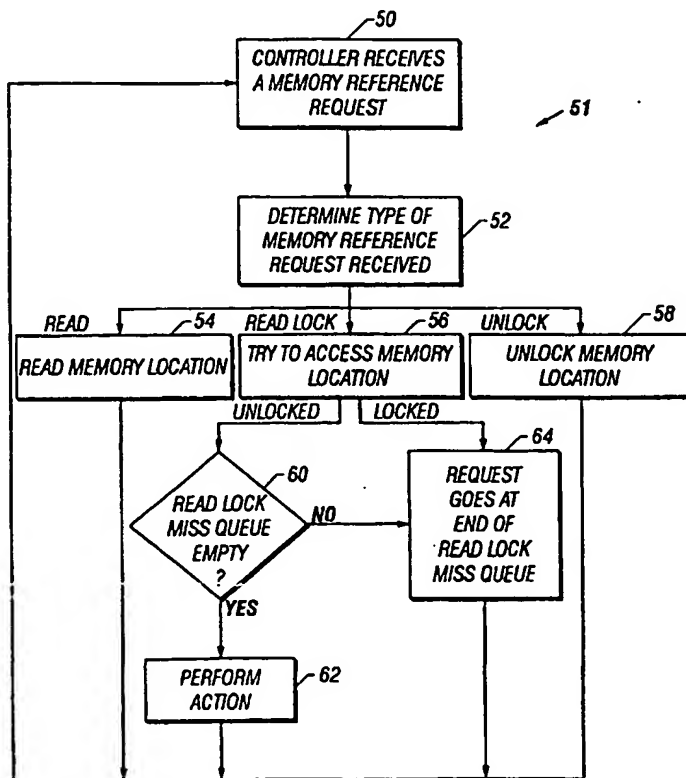 50
CONTROLLER RECEIVES
A MEMORY REFERENCE
REQUEST
51
DETERMINE TYPE OF
MEMORY REFERENCE
REQUEST RECEIVED
52
READ
54
READ LOCK
56
UNLOCK
58
READ MEMORY LOCATION
TRY TO ACCESS MEMORY
LOCATION
UNLOCK MEMORY
LOCATION
UNLOCKED
LOCKED
60
64
READ LOCK
MISS QUEUE
EMPTY
?
NO
YES
REQUEST
GOES AT
END OF
READ LOCK
MISS QUEUE
PERFORM
ACTION
62